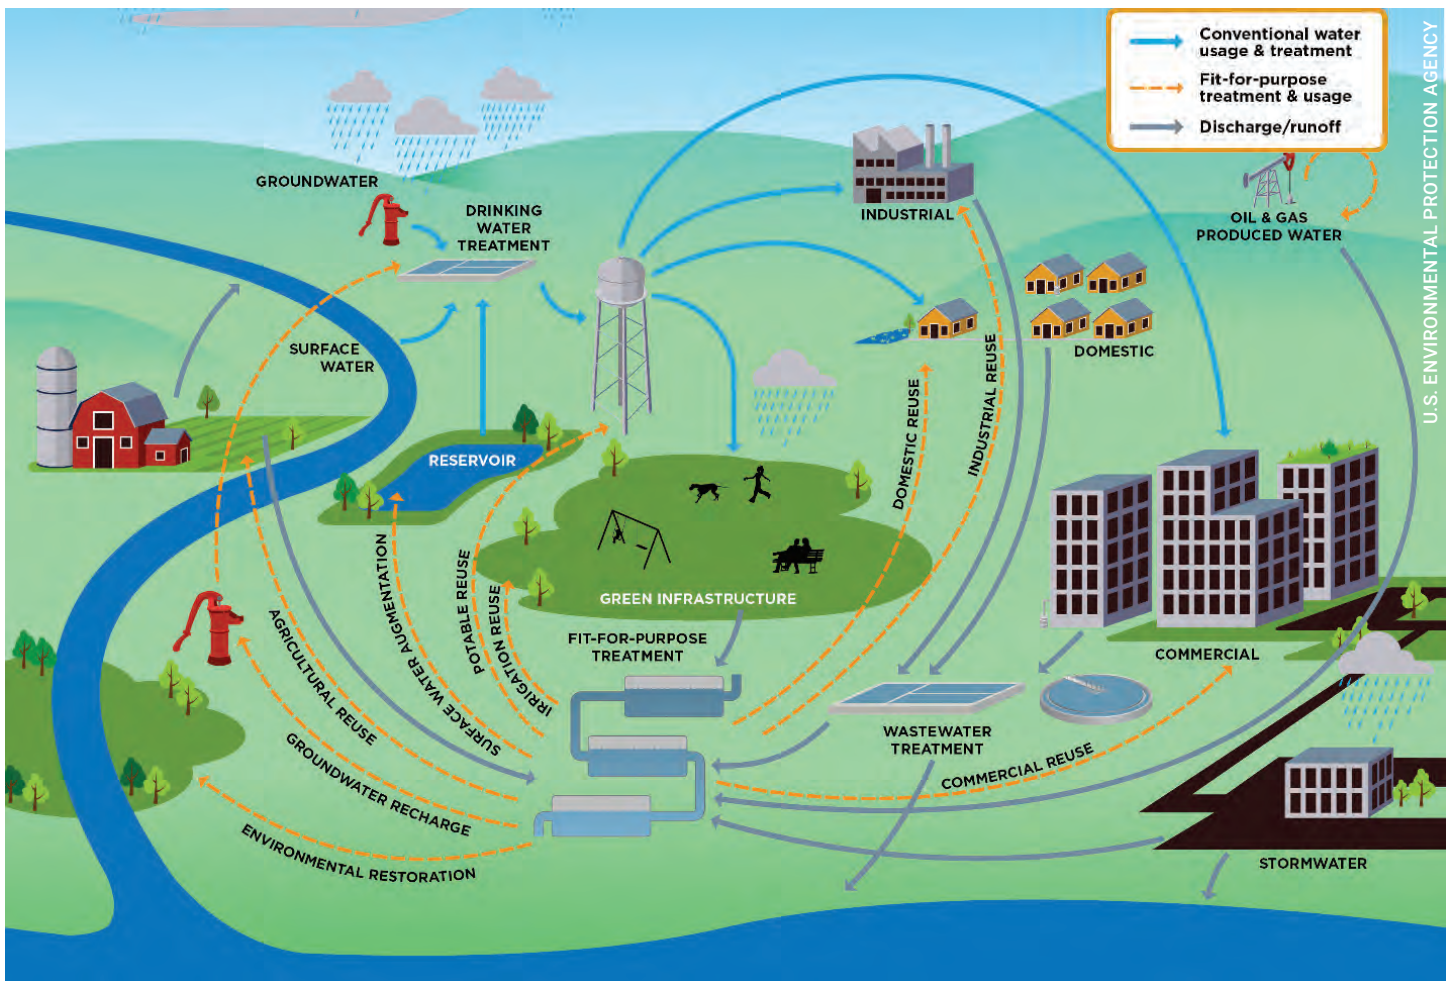 Conventional water
usage & treatment
Fit-for-purpose
treatment & usage
Discharge/runoff
U.S. ENVIRONMENTAL PROTECTION AGENCY
GROUNDWATER
DRINKING
WATER
TREATMENT
INDUSTRIAL
OIL & GAS
PRODUCED WATER
SURFACE
WATER
DOMESTIC
RESERVOIR
DOMESTIC REUSE
INDUSTRIAL REUSE
GREEN INFRASTRUCTURE
FIT-FOR-PURPOSE
TREATMENT
AGRICULTURAL REUSE
SURFACE WATER AUGMENTATION
POTABLE REUSE
IRRIGATION REUSE
GROUNDWATER RECHARGE
ENVIRONMENTAL RESTORATION
COMMERCIAL
WASTEWATER
TREATMENT
COMMERCIAL REUSE
STORMWATER